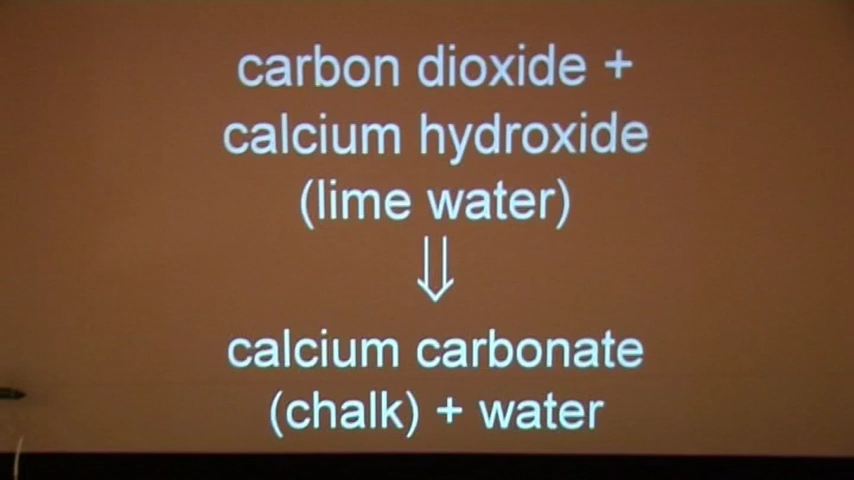 carbon dioxide +
calcium hydroxide
(lime water)
⇓
calcium carbonate
(chalk) + water